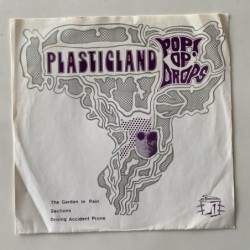 PLASTICLAND
POP! OP DROPS
The Garden in Pain
Sections
Driving Accident Prone